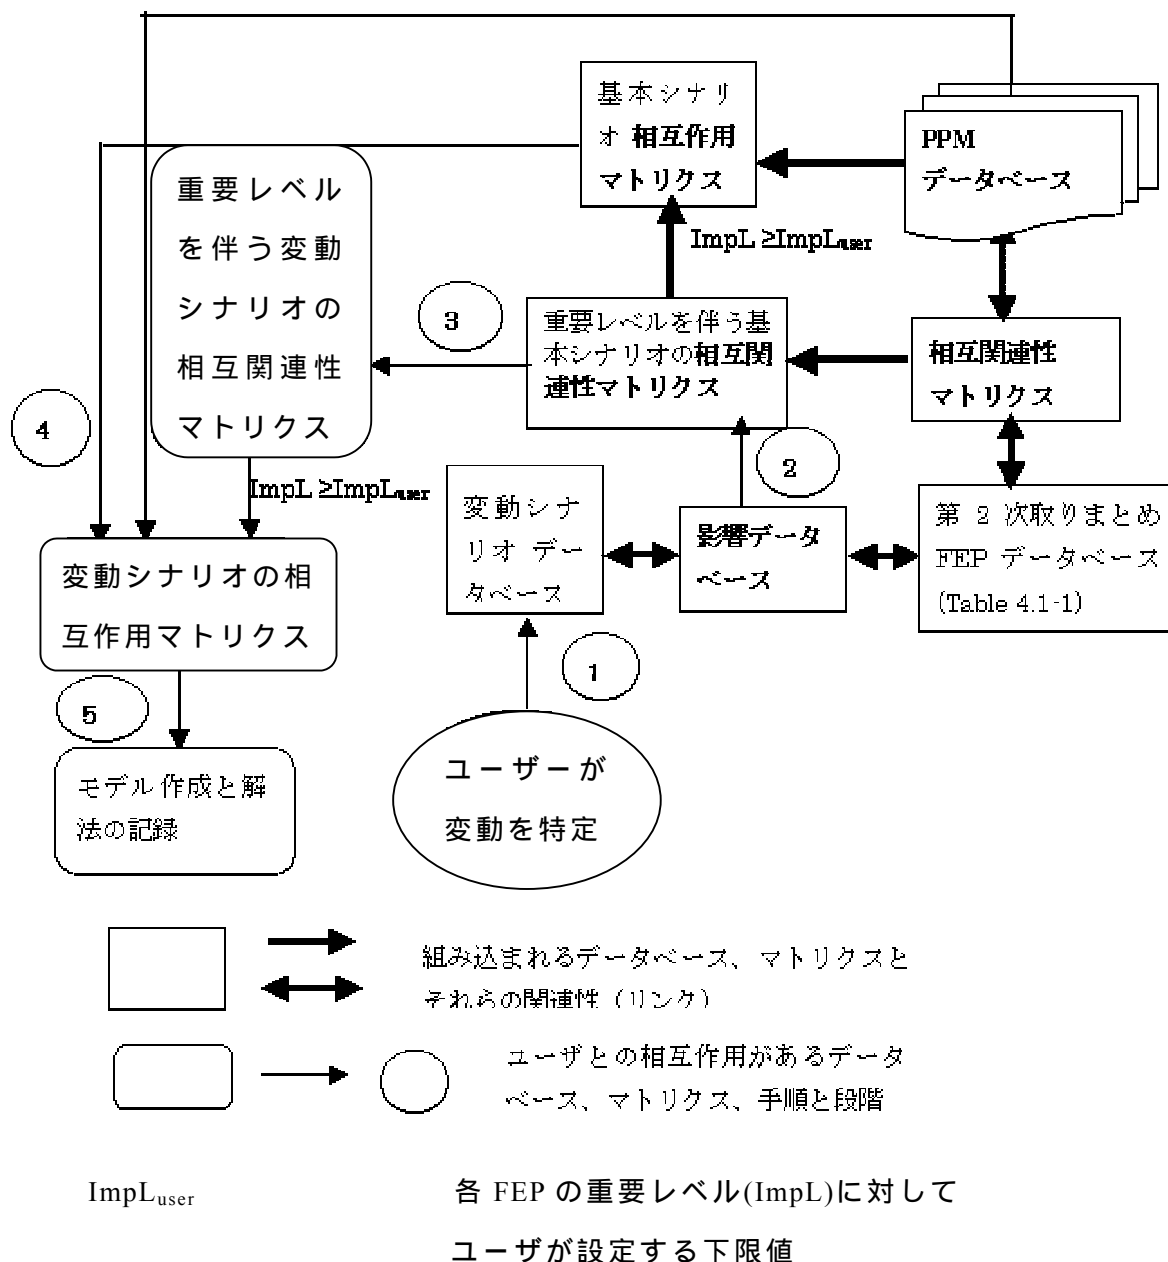 基本シナリ
オ 相互作用
マトリクス
PPM
データベース
重要レベル
を伴う変動
シナリオの
相互関連性
マトリクス
ImpL ≥ImpLuser
3
重要レベルを伴う基
本シナリオの相互関
連性マトリクス
相互関連性
マトリクス
4
2
ImpL ≥ImpLuser
変動シナ
リオ デー
タベース
影響データ
ベース
第 2 次取りまとめ
FEP データベース
(Table 4.1-1)
変動シナリオの相
互作用マトリクス
1
5
ユーザーが
変動を特定
モデル作成と解
法の記録
組み込まれるデータベース、マトリクスと
それらの関連性（リンク）
ユーザとの相互作用があるデータ
ベース、マトリクス、手順と段階
ImpLuser
各 FEP の重要レベル(ImpL)に対して
ユーザが設定する下限値